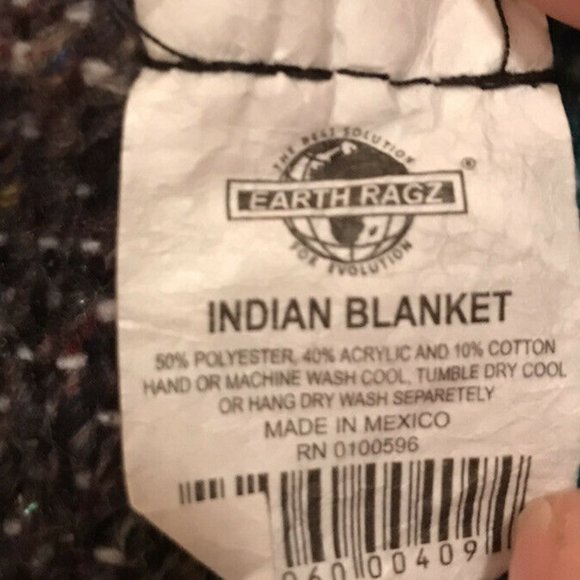 THE BEST SOLUTION
EARTH RAGZ ®
FOR EVOLUTION
INDIAN BLANKET
50% POLYESTER, 40% ACRYLIC AND 10% COTTON
HAND OR MACHINE WASH COOL, TUMBLE DRY COOL
OR HANG DRY WASH SEPARETELY
MADE IN MEXICO
RN 0100596
060 00409